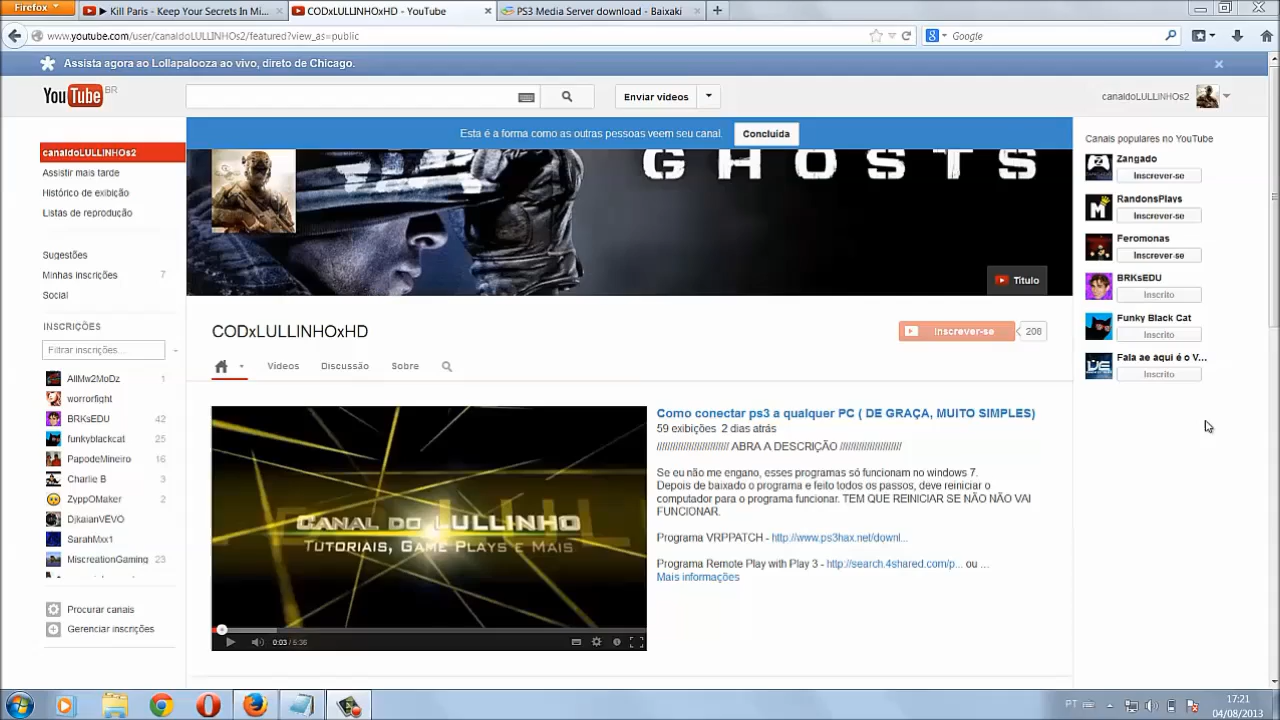 Firefox
▶ Kill Paris - Keep Your Secrets In Mi...
CODxLULLINHOxHD - YouTube
PS3 Media Server download - Baixaki
www.youtube.com/user/canaldoLULLINHOs2/featured?view_as=public
Google
Assista agora ao Lollapalooza ao vivo, direto de Chicago.
YouTube BR
Enviar vídeos
canaldoLULLINHOs2
Esta é a forma como as outras pessoas veem seu canal.
Concluída
canaldoLULLINHOs2
Assistir mais tarde
Histórico de exibição
Listas de reprodução
Sugestões
Minhas inscrições 7
Social
INSCRIÇÕES
Filtrar inscrições...
AllMw2MoDz 1
worrorfight
BRKsEDU 42
funkyblackcat 25
PapodeMineiro 16
Charlie B 3
ZyppOMaker 2
DjkaianVEVO
SarahMxx1
MiscreationGaming 23
Procurar canais
Gerenciar inscrições
GHOSTS
Título
CODxLULLINHOxHD
Inscrever-se 208
Vídeos
Discussão
Sobre
CANAL DO LULLINHO
TUTORIAIS, GAME PLAYS E MAIS
0:03 / 5:36
Como conectar ps3 a qualquer PC ( DE GRAÇA, MUITO SIMPLES)
59 exibições 2 dias atrás
///////////////////////// ABRA A DESCRIÇÃO /////////////////////
Se eu não me engano, esses programas só funcionam no windows 7.
Depois de baixado o programa e feito todos os passos, deve reiniciar o
computador para o programa funcionar. TEM QUE REINICIAR SE NÃO NÃO VAI
FUNCIONAR.
Programa VRPPATCH - http://www.ps3hax.net/downl...
Programa Remote Play with Play 3 - http://search.4shared.com/p... ou ...
Mais informações
Canais populares no YouTube
Zangado
Inscrever-se
RandonsPlays
Inscrever-se
Feromonas
Inscrever-se
BRKsEDU
Inscrito
Funky Black Cat
Inscrito
Fala ae aqui é o V...
Inscrito
PT
17:21
04/08/2013